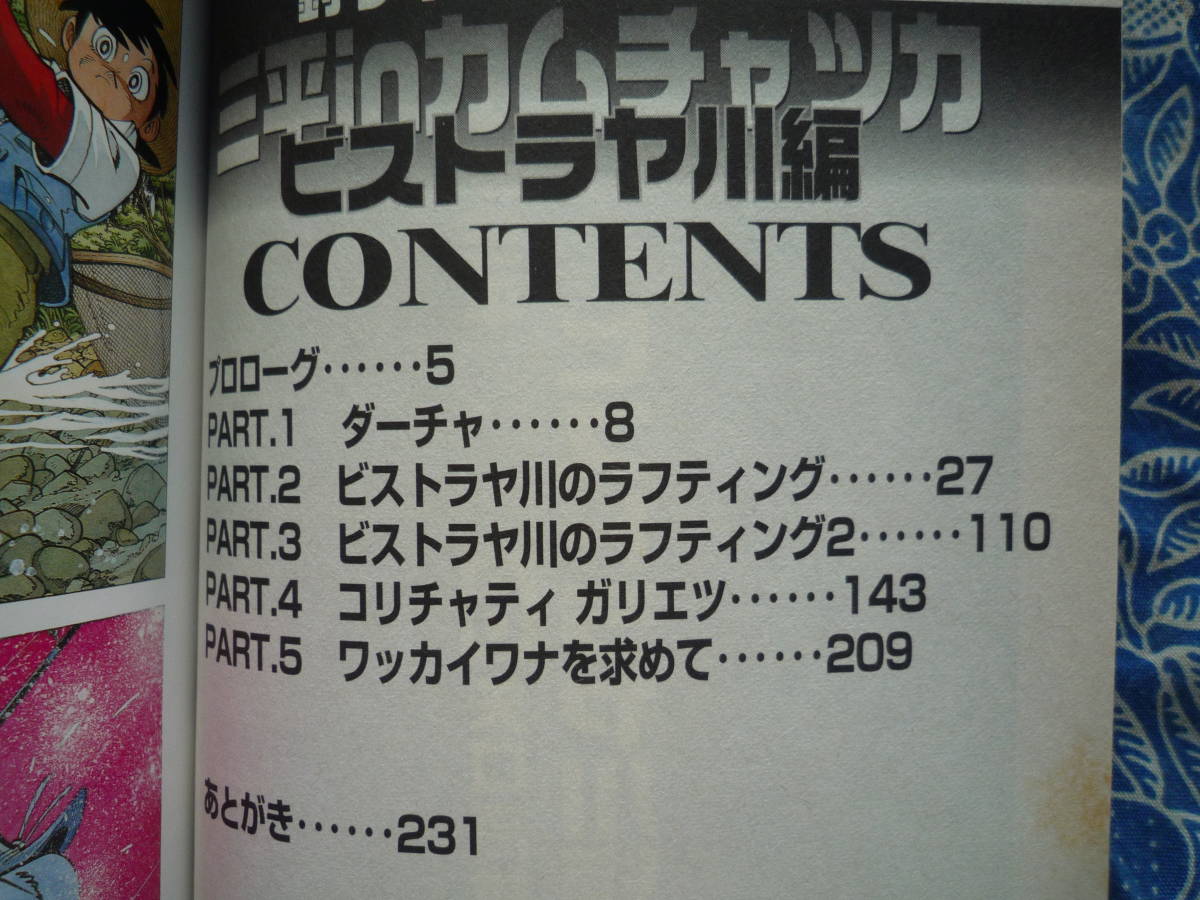 三平inカムチャツカ
ビストラヤ川編
CONTENTS
プロローグ‥‥‥5
PART.1 ダーチャ‥‥‥8
PART.2 ビストラヤ川のラフティング‥‥‥27
PART.3 ビストラヤ川のラフティング2‥‥‥110
PART.4 コリチャティ ガリエツ‥‥‥143
PART.5 ワッカイワナを求めて‥‥‥209
あとがき‥‥‥231